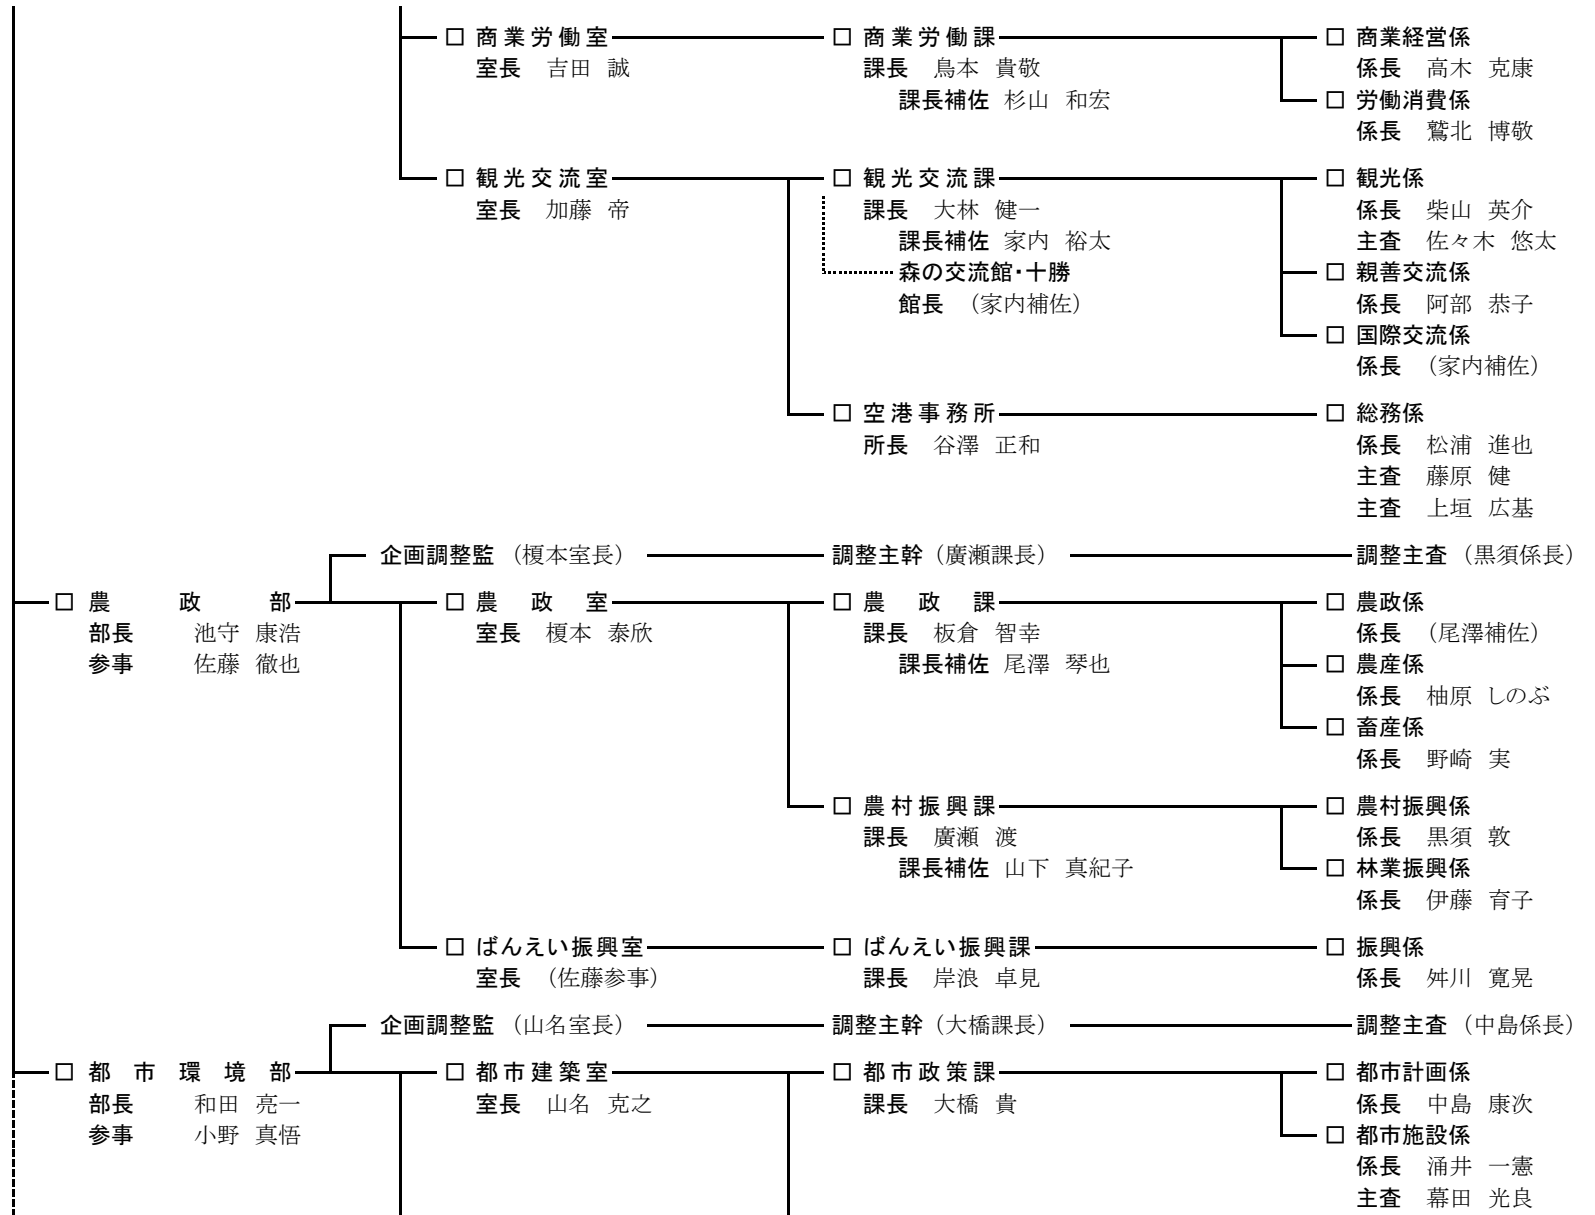 □ 商業労働室 □ 商業労働課 □ 商業経営係
室長 吉田 誠 課長 鳥本 貴敬 係長 高木 克康
課長補佐 杉山 和宏 □ 労働消費係
係長 鷲北 博敬
□ 観光交流室 □ 観光交流課 □ 観光係
室長 加藤 帝 課長 大林 健一 係長 柴山 英介
課長補佐 家内 裕太 主査 佐々木 悠太
森の交流館・十勝 □ 親善交流係
館長 (家内補佐) 係長 阿部 恭子
□ 国際交流係
係長 (家内補佐)
□ 空港事務所 □ 総務係
所長 谷澤 正和 係長 松浦 進也
主査 藤原 健
主査 上垣 広基
企画調整監 (榎本室長) 調整主幹 (廣瀬課長) 調整主査 (黒須係長)
□ 農政部 □ 農政室 □ 農政課 □ 農政係
部長 池守 康浩 室長 榎本 泰欣 課長 板倉 智幸 係長 (尾澤補佐)
参事 佐藤 徹也 課長補佐 尾澤 琴也 □ 農産係
係長 柚原 しのぶ
□ 畜産係
係長 野崎 実
□ 農村振興課 □ 農村振興係
課長 廣瀬 渡 係長 黒須 敦
課長補佐 山下 真紀子 □ 林業振興係
係長 伊藤 育子
□ ばんえい振興室 □ ばんえい振興課 □ 振興係
室長 (佐藤参事) 課長 岸浪 卓見 係長 舛川 寛晃
企画調整監 (山名室長) 調整主幹 (大橋課長) 調整主査 (中島係長)
□ 都市環境部 □ 都市建築室 □ 都市政策課 □ 都市計画係
部長 和田 亮一 室長 山名 克之 課長 大橋 貴 係長 中島 康次
参事 小野 真悟 □ 都市施設係
係長 涌井 一憲
主査 幕田 光良